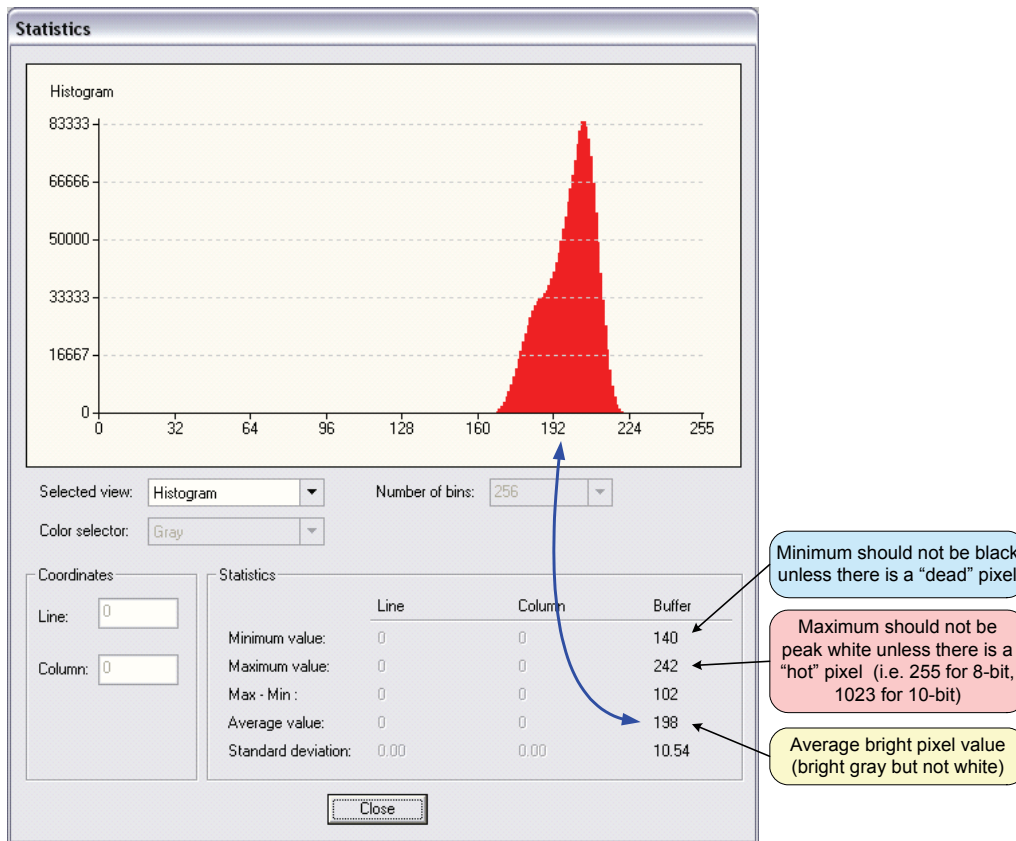 Statistics
Histogram
83333
66666
50000
33333
16667
0
0 32 64 96 128 160 192 224 255
Selected view: Histogram Number of bins: 256
Color selector: Gray
Coordinates
Line: 0
Column: 0
Statistics
Line Column Buffer
Minimum value: 0 0 140
Maximum value: 0 0 242
Max - Min : 0 0 102
Average value: 0 0 198
Standard deviation: 0.00 0.00 10.54
Close
Minimum should not be black
unless there is a “dead” pixel
Maximum should not be
peak white unless there is a
“hot” pixel (i.e. 255 for 8-bit,
1023 for 10-bit)
Average bright pixel value
(bright gray but not white)